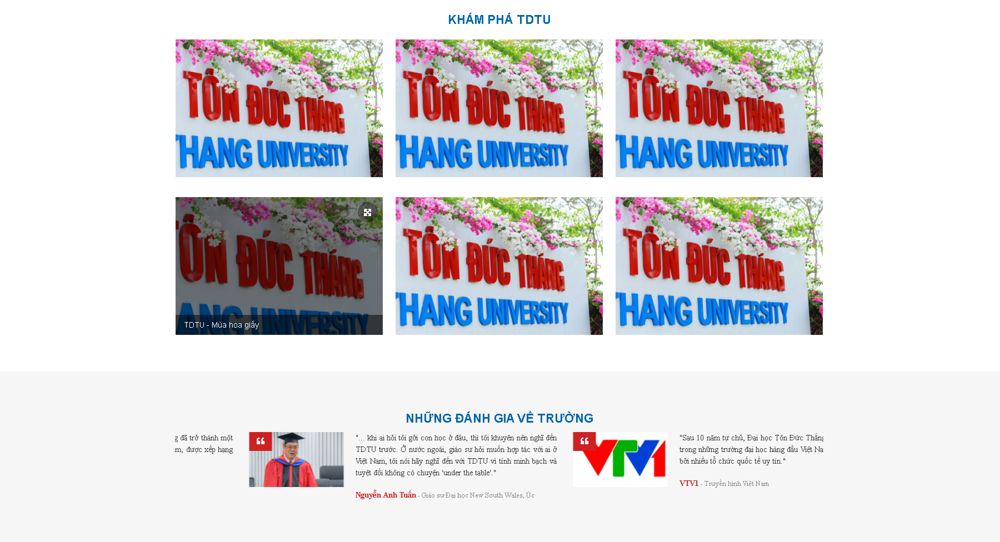 KHÁM PHÁ TDTU
TÔN ĐỨC THẮNG
THANG UNIVERSITY
TÔN ĐỨC THẮNG
THANG UNIVERSITY
TÔN ĐỨC THẮNG
THANG UNIVERSITY
TÔN ĐỨC THẮNG
ANG UNIVERSITY
TDTU - Mùa hoa giấy
TÔN ĐỨC THẮNG
THANG UNIVERSITY
TÔN ĐỨC THẮNG
THANG UNIVERSITY
NHỮNG ĐÁNH GIA VỀ TRƯỜNG
g đã trở thành một
m, được xếp hạng
"... khi ai hỏi tôi gởi con học ở đâu, thì tôi khuyên nên nghĩ đến
TDTU trước. Ở nước ngoài, giáo sư hỏi muốn hợp tác với ai ở
Việt Nam, tôi nói hãy nghĩ đến với TDTU vì tính minh bạch và
tuyệt đối không có chuyện 'under the table'."
Nguyễn Anh Tuấn - Giáo sư Đại học New South Wales, Úc
VTV1
"Sau 10 năm tự chủ, Đại học Tôn Đức Thắng
trong những trường đại học hàng đầu Việt Na
bởi nhiều tổ chức quốc tế uy tín."
VTV1 - Truyền hình Việt Nam